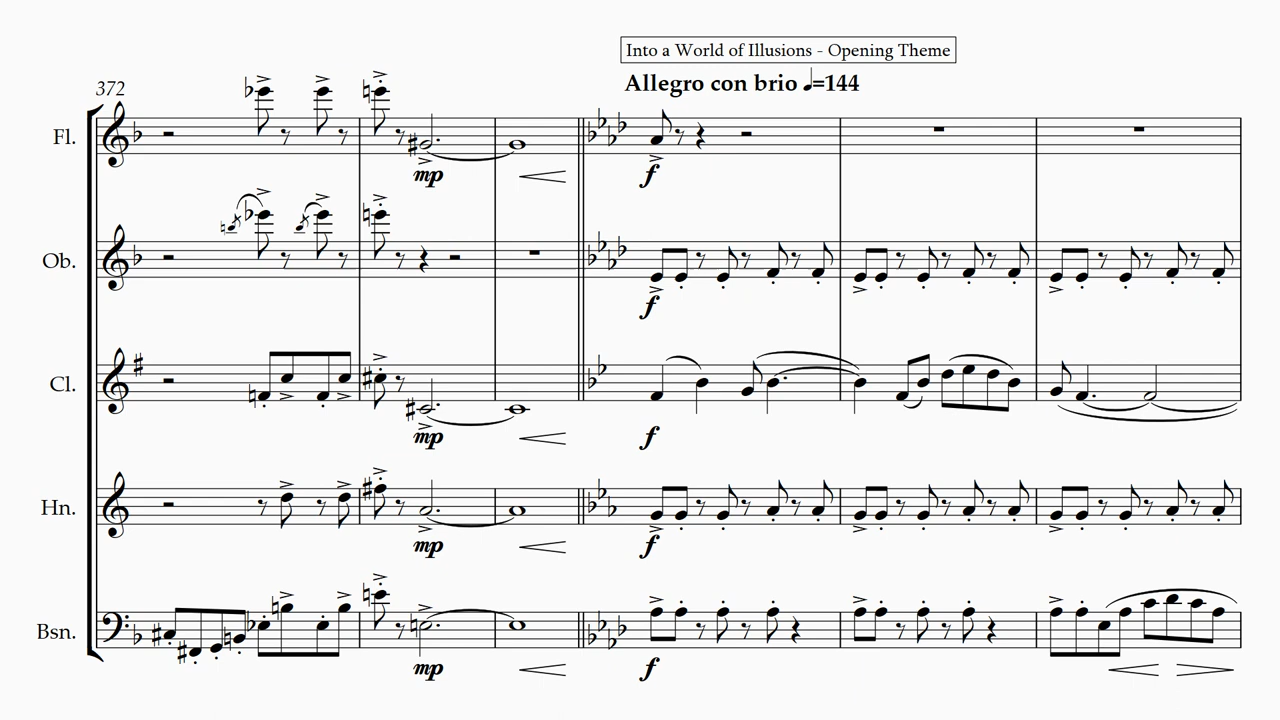 Into a World of Illusions - Opening Theme
Allegro con brio ♩=144
372
Fl.
mp
f
Ob.
f
Cl.
mp
f
Hn.
mp
f
Bsn.
mp
f